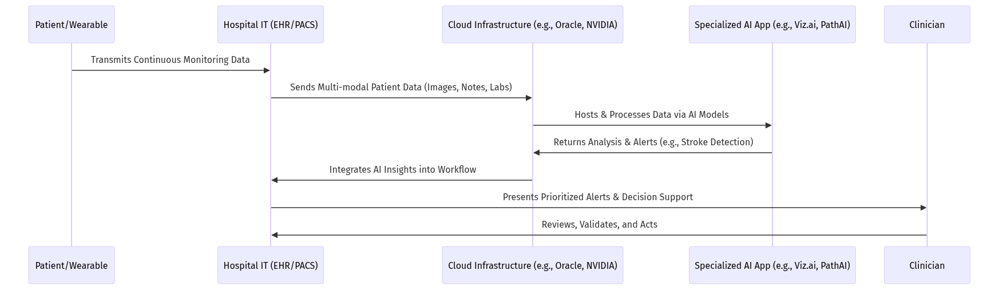 Patient/Wearable
Hospital IT (EHR/PACS)
Cloud Infrastructure (e.g., Oracle, NVIDIA)
Specialized AI App (e.g., Viz.ai, PathAI)
Clinician
Transmits Continuous Monitoring Data
Sends Multi-modal Patient Data (Images, Notes, Labs)
Hosts & Processes Data via AI Models
Returns Analysis & Alerts (e.g., Stroke Detection)
Integrates AI Insights into Workflow
Presents Prioritized Alerts & Decision Support
Reviews, Validates, and Acts
Patient/Wearable
Hospital IT (EHR/PACS)
Cloud Infrastructure (e.g., Oracle, NVIDIA)
Specialized AI App (e.g., Viz.ai, PathAI)
Clinician